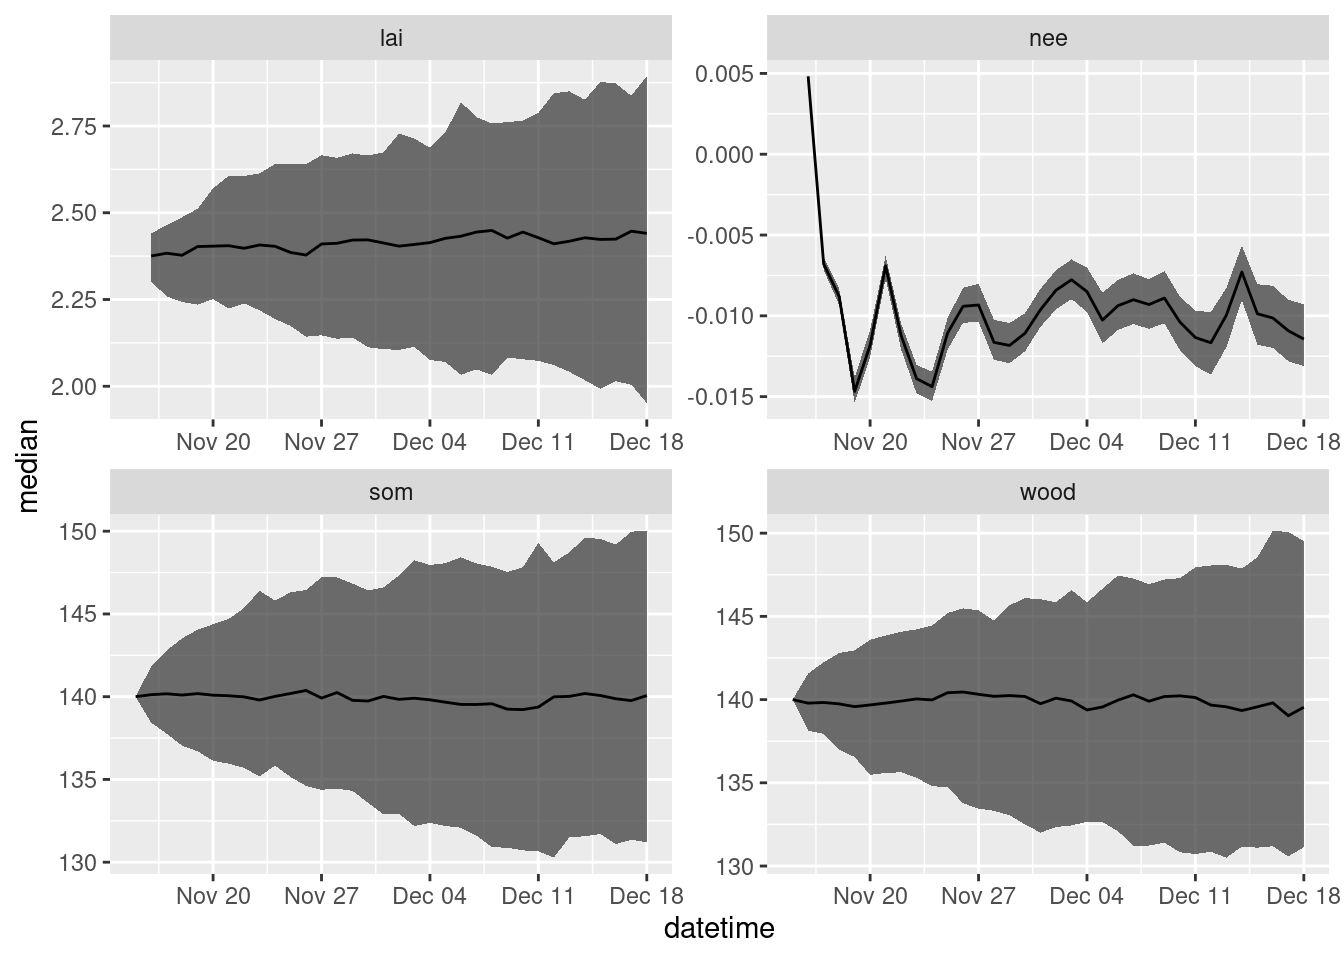 lai
nee
2.75
2.50
2.25
2.00
0.005
0.000
-0.005
-0.010
-0.015
Nov 20 Nov 27 Dec 04 Dec 11 Dec 18
Nov 20 Nov 27 Dec 04 Dec 11 Dec 18
median
som
wood
150
145
140
135
130
150
145
140
135
130
Nov 20 Nov 27 Dec 04 Dec 11 Dec 18
Nov 20 Nov 27 Dec 04 Dec 11 Dec 18
datetime